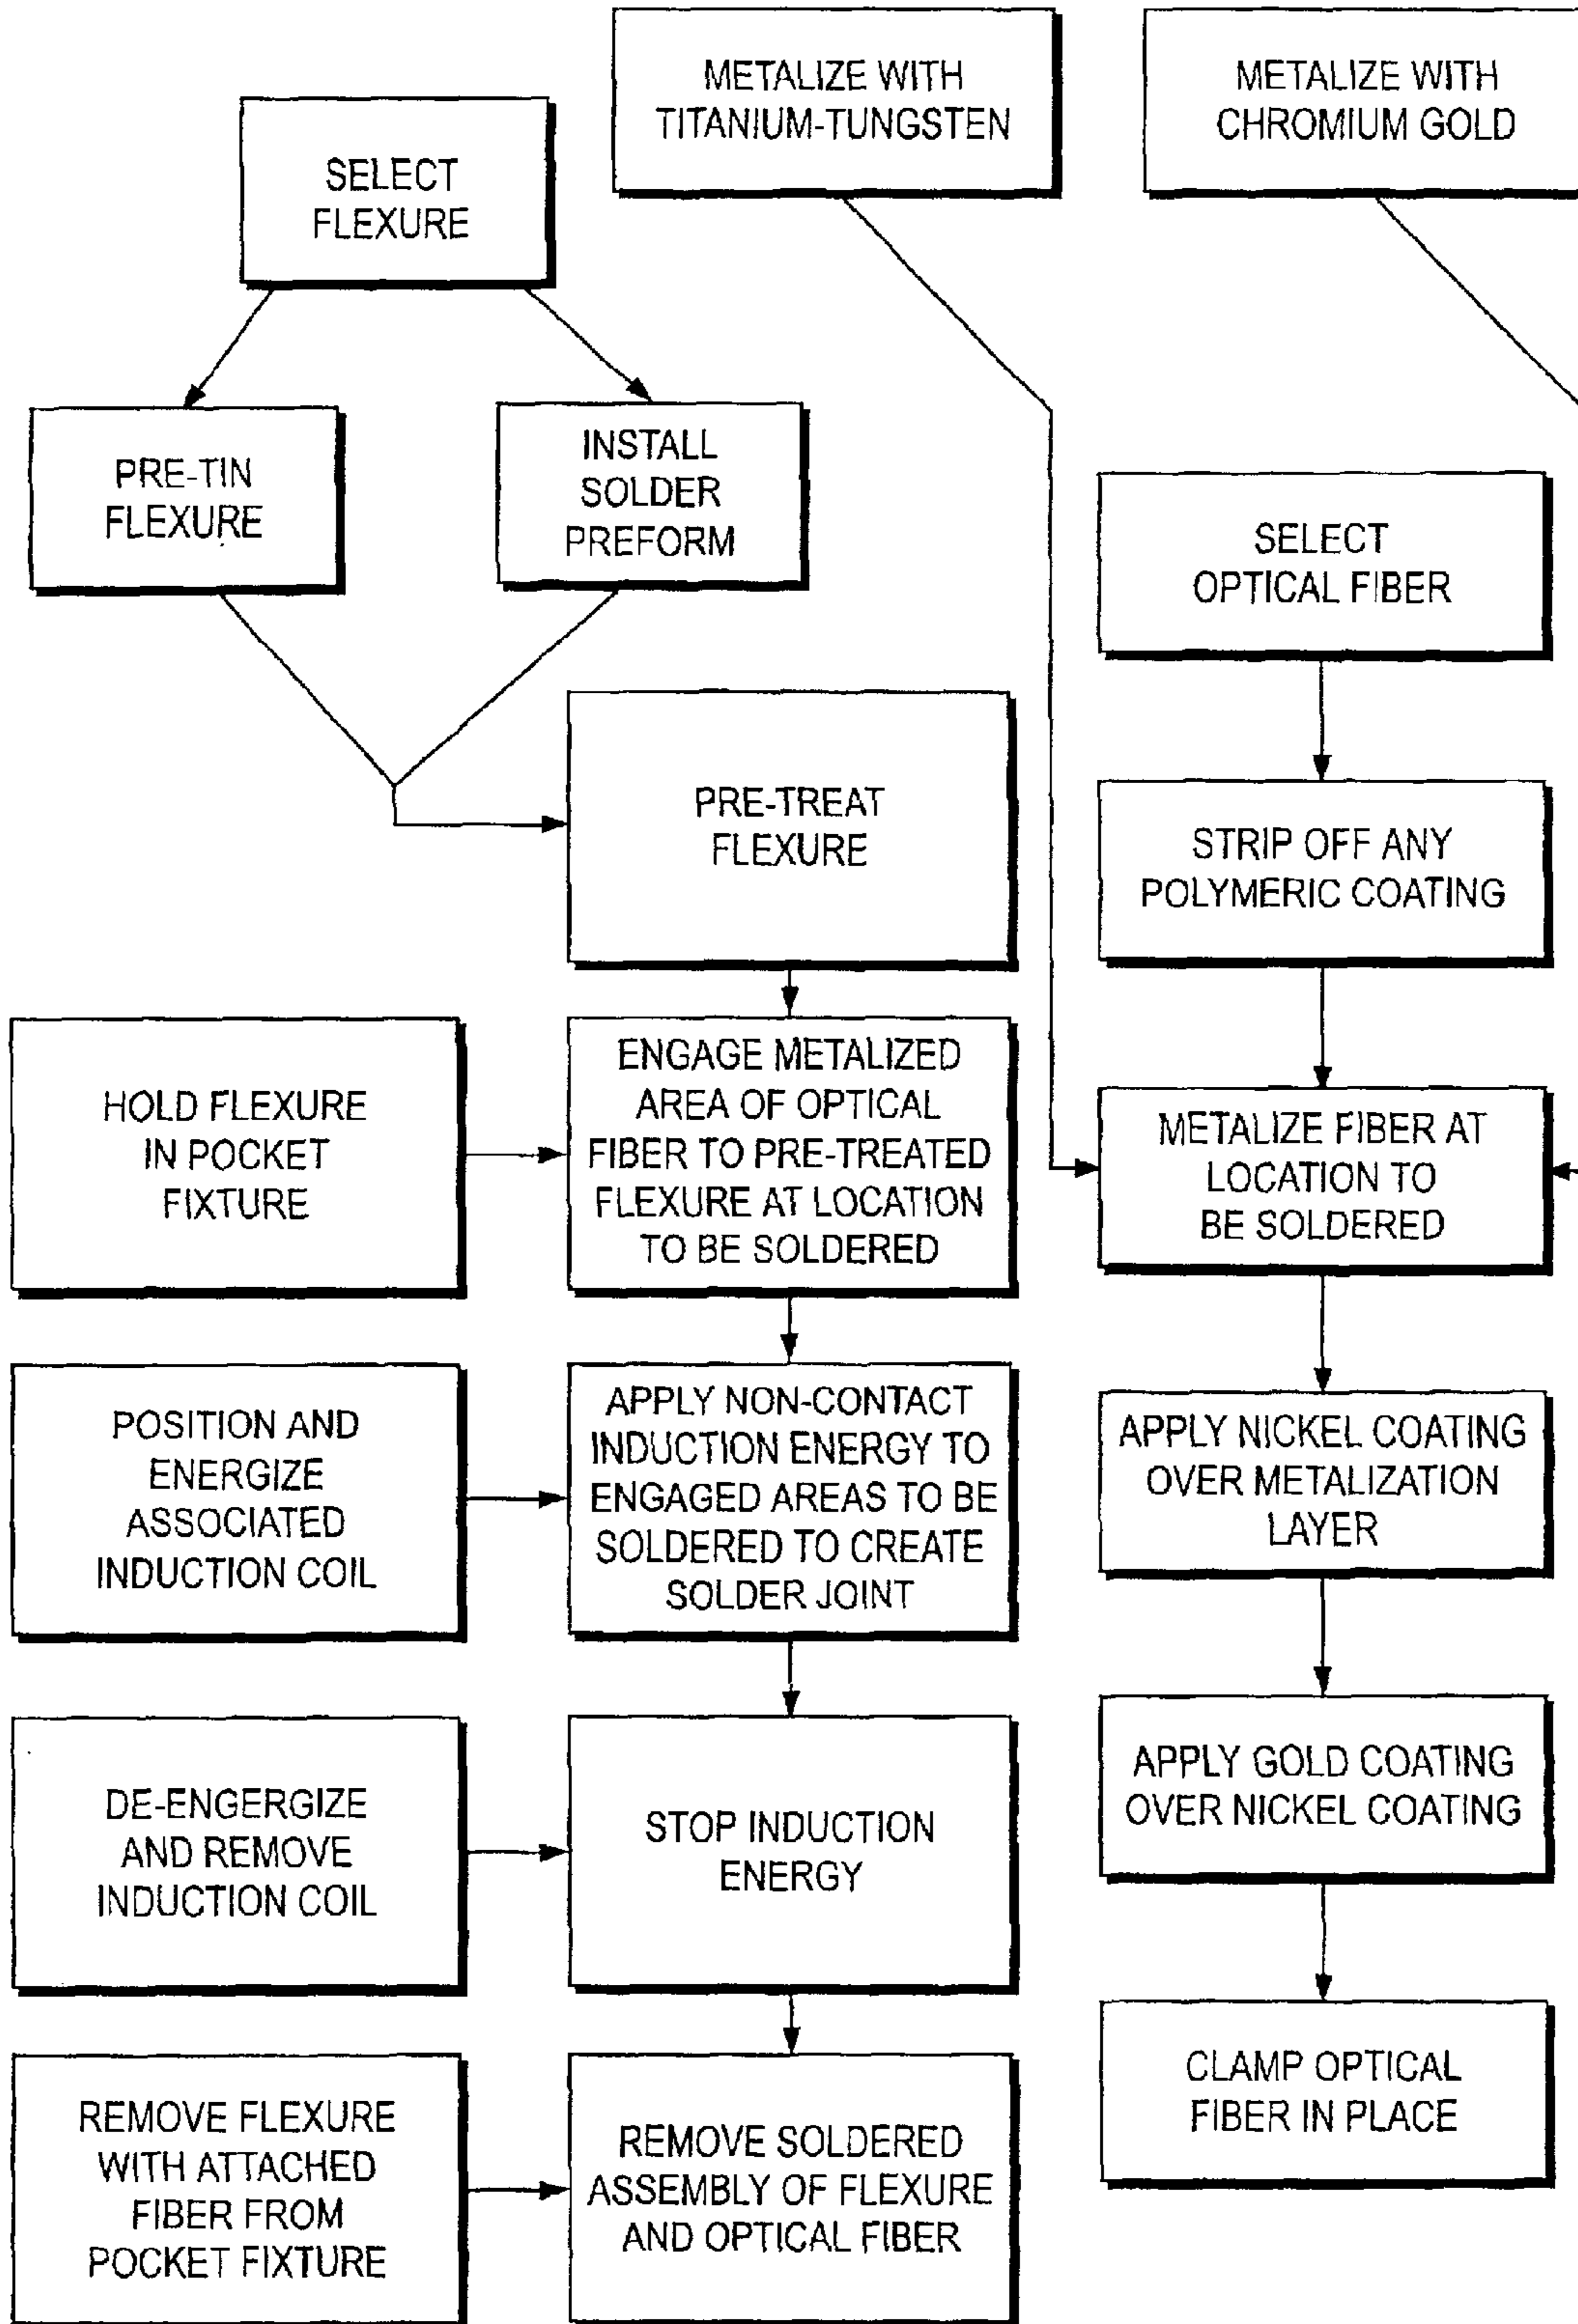 METALIZE WITH
TITANIUM-TUNGSTEN
METALIZE WITH
CHROMIUM GOLD
SELECT
FLEXURE
PRE-TIN
FLEXURE
INSTALL
SOLDER
PREFORM
SELECT
OPTICAL FIBER
PRE-TREAT
FLEXURE
STRIP OFF ANY
POLYMERIC COATING
HOLD FLEXURE
IN POCKET
FIXTURE
ENGAGE METALIZED
AREA OF OPTICAL
FIBER TO PRE-TREATED
FLEXURE AT LOCATION
TO BE SOLDERED
METALIZE FIBER AT
LOCATION TO
BE SOLDERED
POSITION AND
ENERGIZE
ASSOCIATED
INDUCTION COIL
APPLY NON-CONTACT
INDUCTION ENERGY TO
ENGAGED AREAS TO BE
SOLDERED TO CREATE
SOLDER JOINT
APPLY NICKEL COATING
OVER METALIZATION
LAYER
DE-ENGERGIZE
AND REMOVE
INDUCTION COIL
STOP INDUCTION
ENERGY
APPLY GOLD COATING
OVER NICKEL COATING
REMOVE FLEXURE
WITH ATTACHED
FIBER FROM
POCKET FIXTURE
REMOVE SOLDERED
ASSEMBLY OF FLEXURE
AND OPTICAL FIBER
CLAMP OPTICAL
FIBER IN PLACE